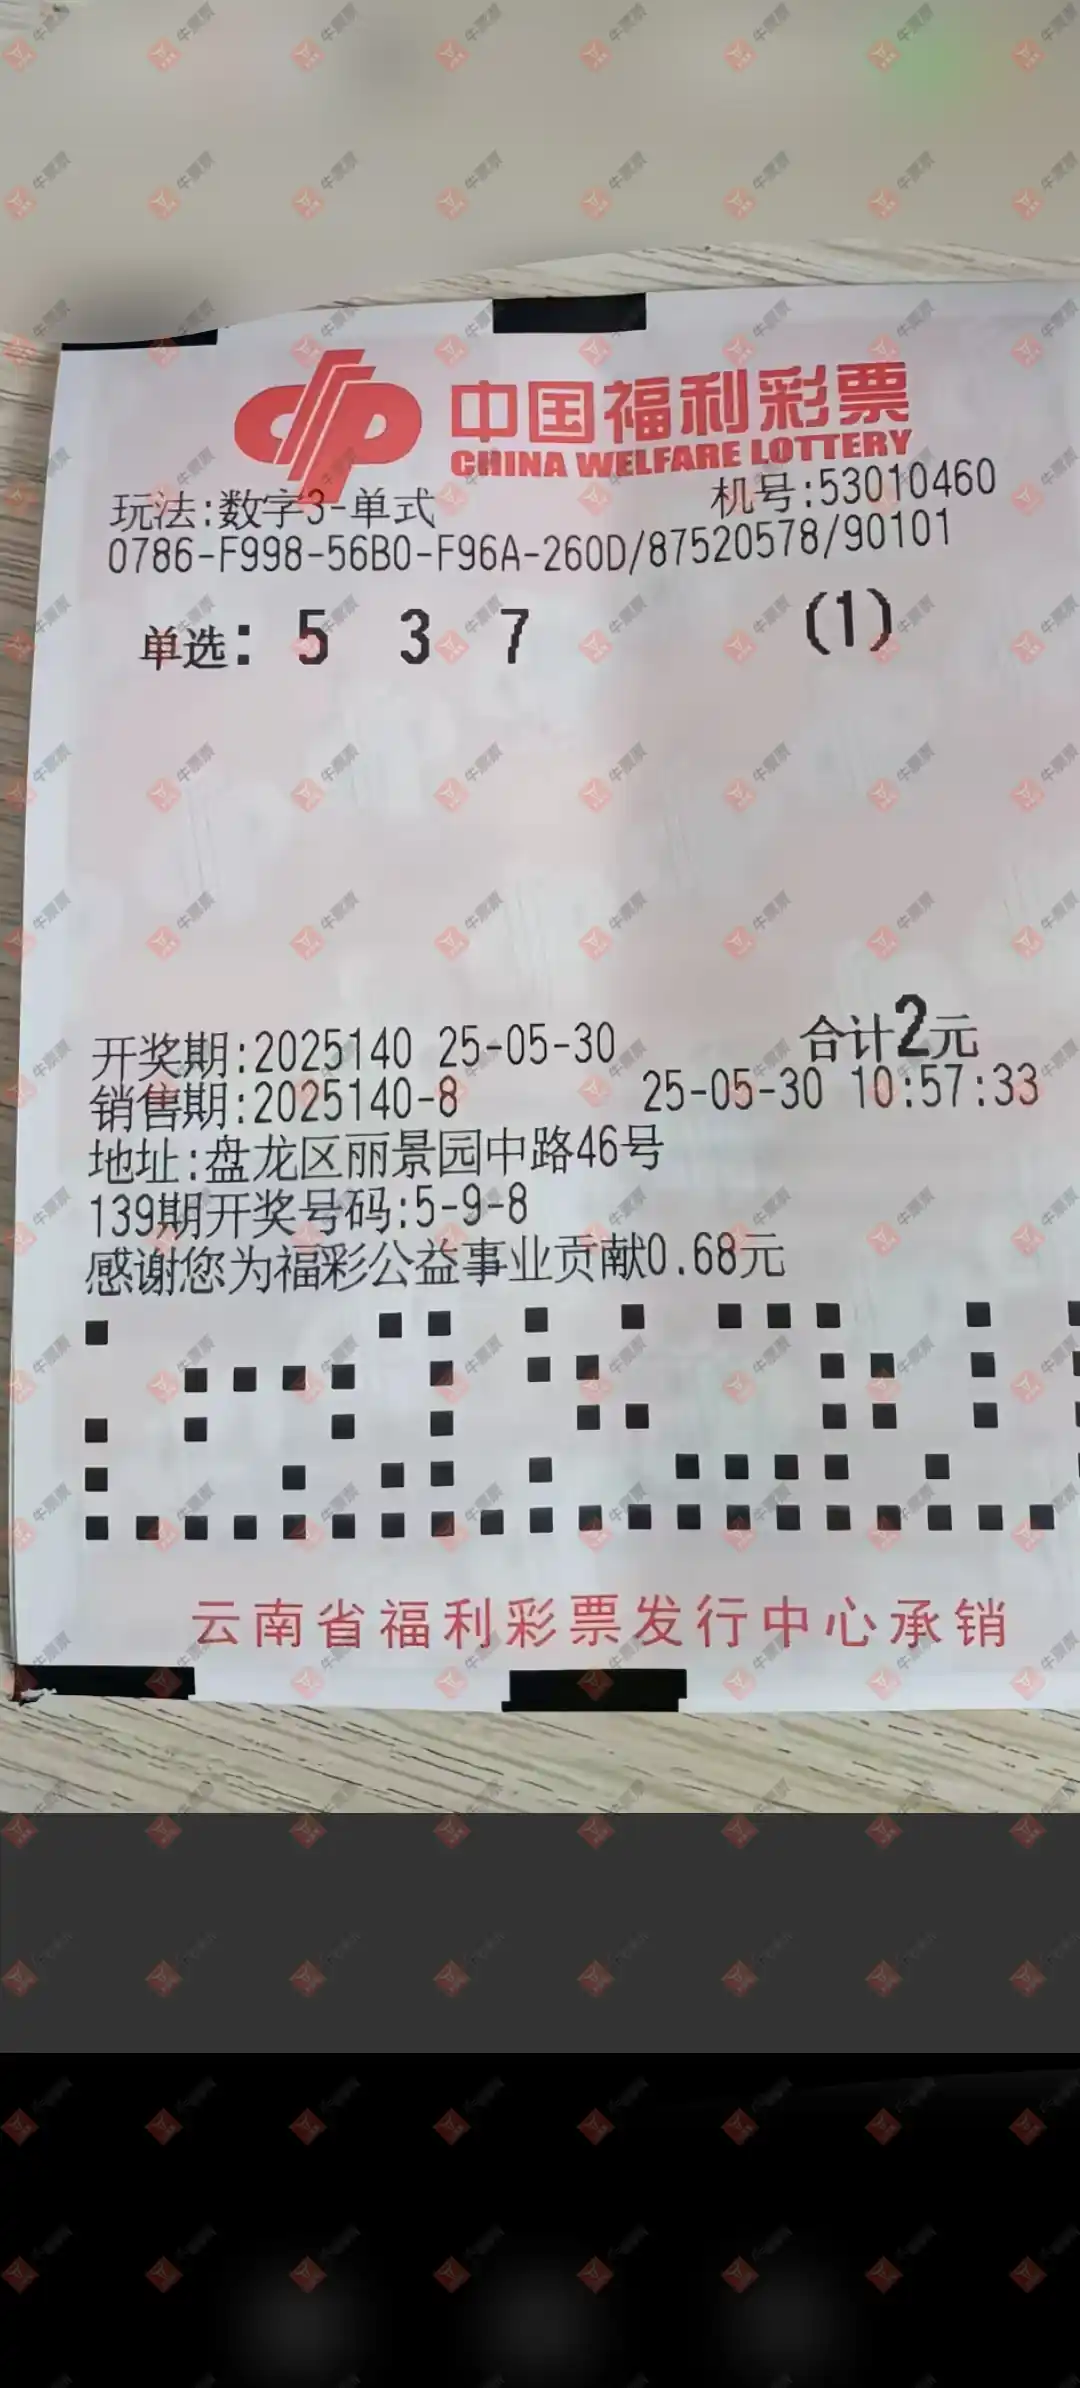 中国福利彩票
CHINA WELFARE LOTTERY
玩法:数字3-单式 机号:53010460
0786-F998-56B0-F96A-260D/87520578/90101
单选: 5 3 7 (1)
开奖期:2025140 25-05-30 合计2元
销售期:2025140-8 25-05-30 10:57:33
地址:盘龙区丽景园中路46号
139期开奖号码:5-9-8
感谢您为福彩公益事业贡献0.68元
云南省福利彩票发行中心承销